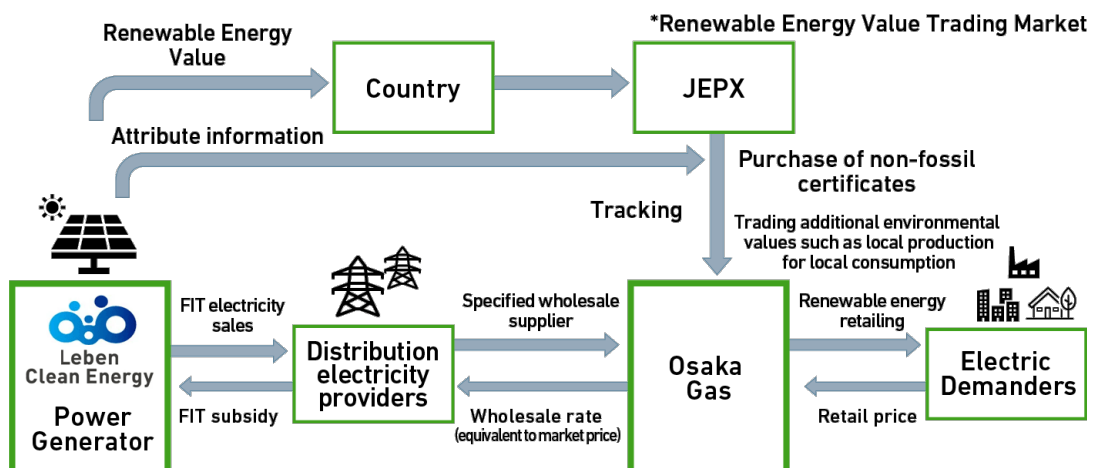 *Renewable Energy Value Trading Market
Renewable Energy
Value
Country
JEPX
Attribute information
Purchase of non-fossil
certificates
Tracking
Trading additional environmental
values such as local production
for local consumption
FIT electricity
sales
Specified wholesale
supplier
Renewable energy
retailing
Leben
Clean Energy
Power
Generator
Distribution
electricity
providers
Osaka
Gas
Electric
Demanders
FIT subsidy
Wholesale rate
(equivalent to market price)
Retail price